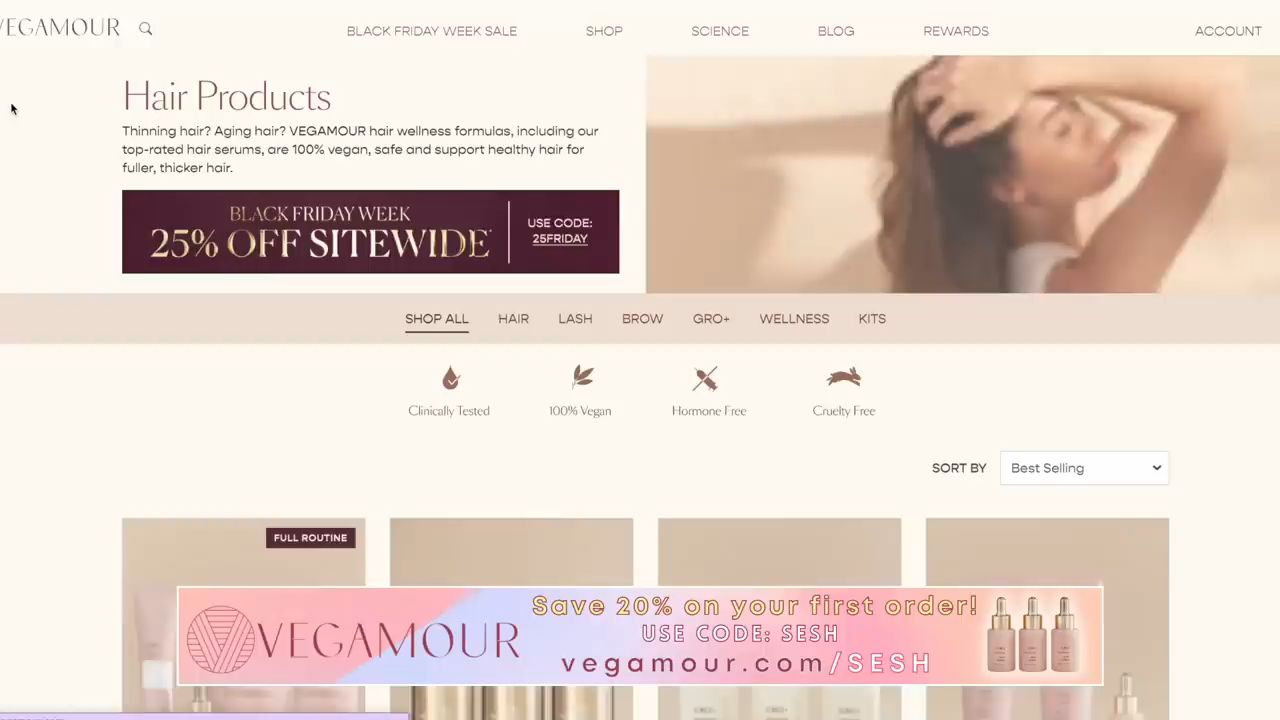 VEGAMOUR
BLACK FRIDAY WEEK SALE
SHOP
SCIENCE
BLOG
REWARDS
ACCOUNT
Hair Products
Thinning hair? Aging hair? VEGAMOUR hair wellness formulas, including our
top-rated hair serums, are 100% vegan, safe and support healthy hair for
fuller, thicker hair.
BLACK FRIDAY WEEK
25% OFF SITEWIDE*
USE CODE:
25FRIDAY
SHOP ALL
HAIR
LASH
BROW
GRO+
WELLNESS
KITS
Clinically Tested
100% Vegan
Hormone Free
Cruelty Free
SORT BY
Best Selling
FULL ROUTINE
VEGAMOUR
Save 20% on your first order!
USE CODE: SESH
vegamour.com/SESH